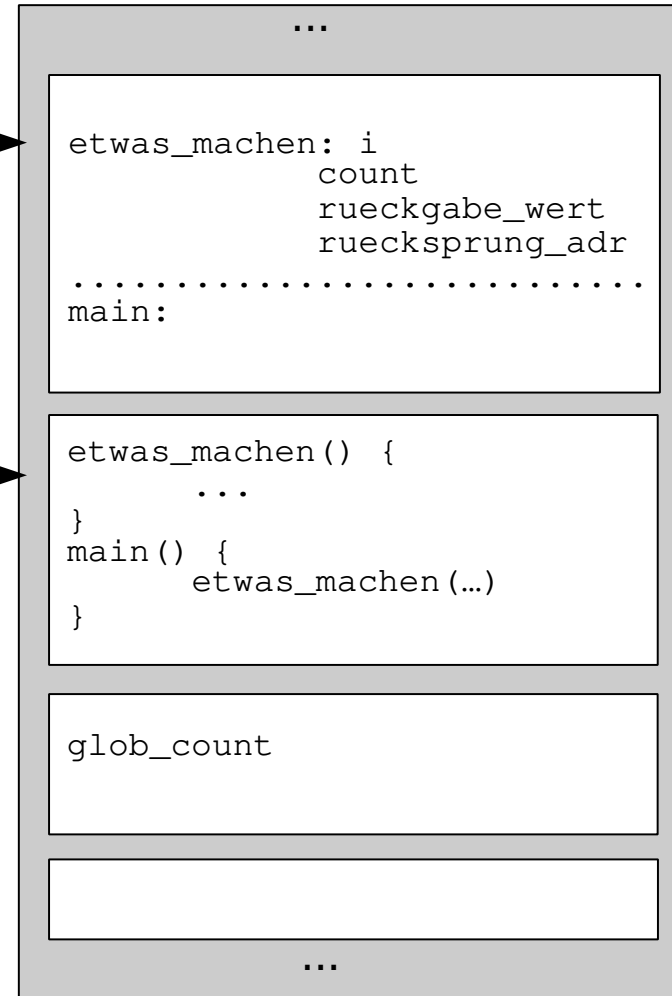 ...
etwas_machen: i
count
rueckgabe_wert
ruecksprung_adr
............................
main:
etwas_machen() {
...
}
main() {
etwas_machen(…)
}
glob_count
...